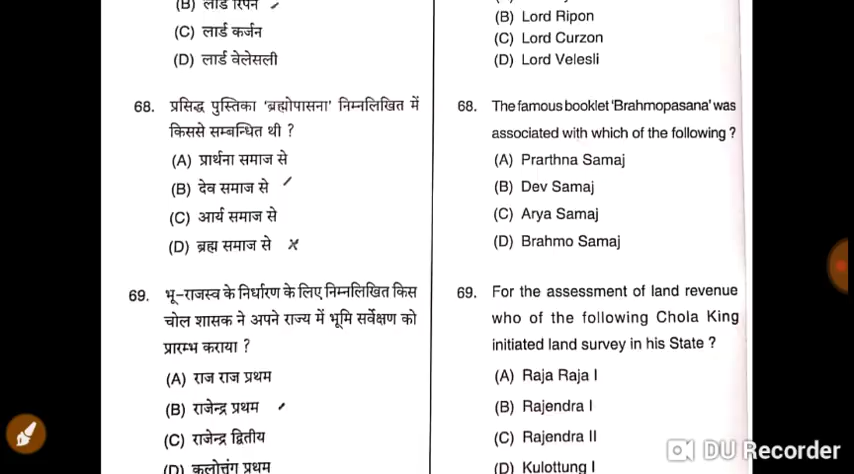 (B) लार्ड रिपन
(C) लार्ड कर्जन
(D) लार्ड वेलेसली
68. प्रसिद्ध पुस्तिका 'ब्रह्मोपासना' निम्नलिखित में
किससे सम्बन्धित थी ?
(A) प्रार्थना समाज से
(B) देव समाज से
(C) आर्य समाज से
(D) ब्रह्म समाज से
69. भू-राजस्व के निर्धारण के लिए निम्नलिखित किस
चोल शासक ने अपने राज्य में भूमि सर्वेक्षण को
प्रारम्भ कराया ?
(A) राज राज प्रथम
(B) राजेन्द्र प्रथम
(C) राजेन्द्र द्वितीय
(D) कुलोत्तुंग प्रथम
(B) Lord Ripon
(C) Lord Curzon
(D) Lord Velesli
68. The famous booklet 'Brahmopasana' was
associated with which of the following ?
(A) Prarthna Samaj
(B) Dev Samaj
(C) Arya Samaj
(D) Brahmo Samaj
69. For the assessment of land revenue
who of the following Chola King
initiated land survey in his State ?
(A) Raja Raja I
(B) Rajendra I
(C) Rajendra II
(D) Kulottung I
DU Recorder